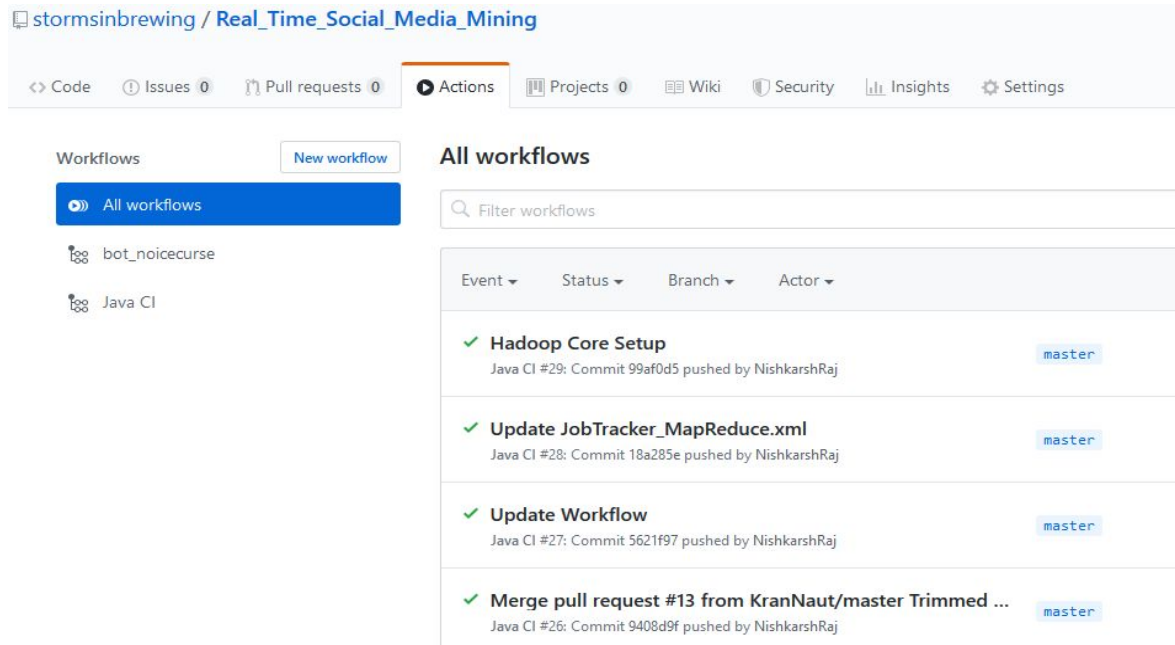 stormsinbrewing / Real_Time_Social_Media_Mining
Code Issues 0 Pull requests 0 Actions Projects 0 Wiki Security Insights Settings
Workflows
New workflow
All workflows
bot_noicecurse
Java CI
All workflows
Filter workflows
Event Status Branch Actor
Hadoop Core Setup
Java CI #29: Commit 99af0d5 pushed by NishkarshRaj
master
Update JobTracker_MapReduce.xml
Java CI #28: Commit 18a285e pushed by NishkarshRaj
master
Update Workflow
Java CI #27: Commit 5621f97 pushed by NishkarshRaj
master
Merge pull request #13 from KranNaut/master Trimmed ...
Java CI #26: Commit 9408d9f pushed by NishkarshRaj
master